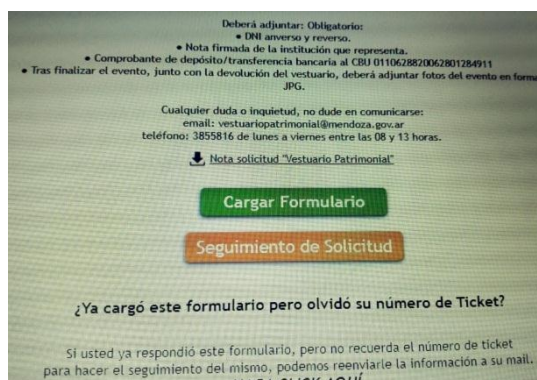 Deberá adjuntar: Obligatorio:
• DNI anverso y reverso.
• Nota firmada de la institución que representa.
• Comprobante de depósito/transferencia bancaria al CBU 0110628820062801284911
• Tras finalizar el evento, junto con la devolución del vestuario, deberá adjuntar fotos del evento en
JPG.
Cualquier duda o inquietud, no dude en comunicarse:
email: vestuariopatrimonial@mendoza.gov.ar
teléfono: 3855816 de lunes a viernes entre las 08 y 13 horas.
Nota solicitud "Vestuario Patrimonial"
Cargar Formulario
Seguimiento de Solicitud
¿Ya cargó este formulario pero olvidó su número de Ticket?
Si usted ya respondió este formulario, pero no recuerda el número de ticket
para hacer el seguimiento del mismo, podemos reenviarle la información a su mail.
CLICK AQUÍ